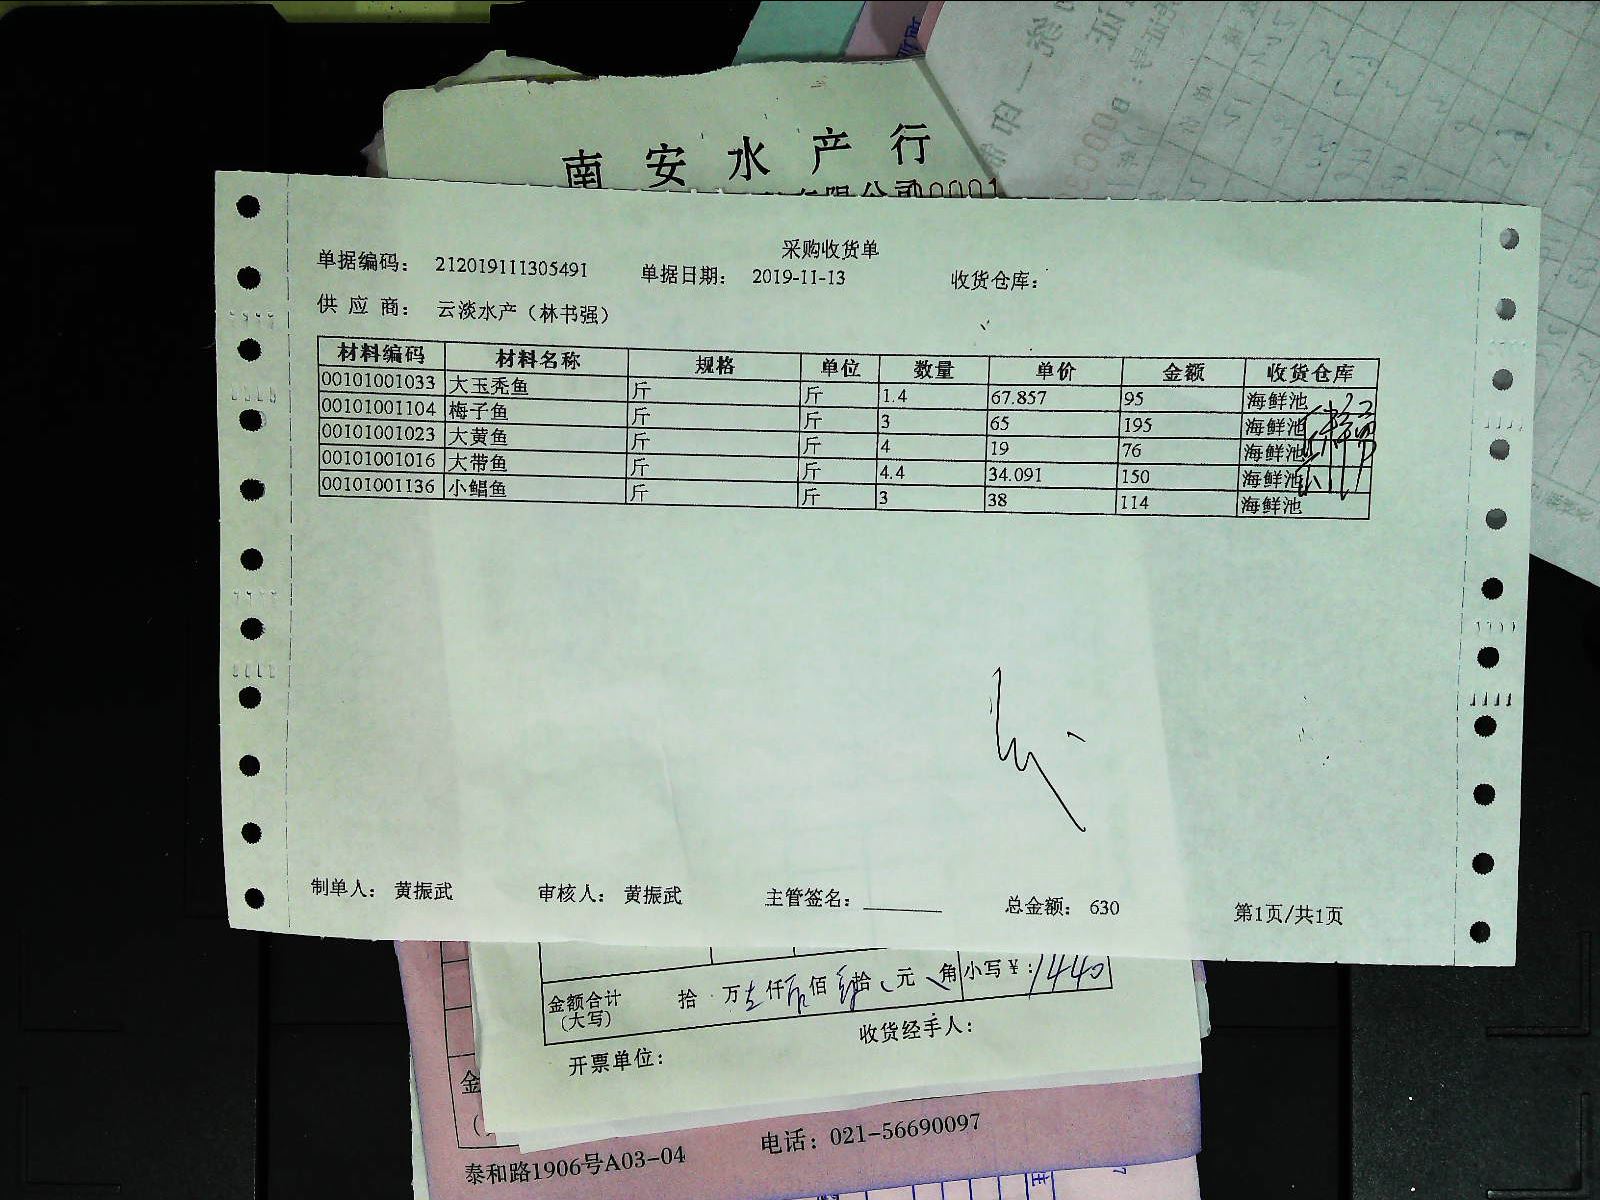 南安水产行
有限公司00001
采购收货单
单据编码： 212019111305491 单据日期： 2019-11-13 收货仓库：
供 应 商： 云淡水产（林书强）
材料编码 材料名称 规格 单位 数量 单价 金额 收货仓库
00101001033 大玉秃鱼 斤 斤 1.4 67.857 95 海鲜池
00101001104 梅子鱼 斤 斤 3 65 195 海鲜池
00101001023 大黄鱼 斤 斤 4 19 76 海鲜池
00101001016 大带鱼 斤 斤 4.4 34.091 150 海鲜池
00101001136 小鲳鱼 斤 斤 3 38 114 海鲜池
制单人： 黄振武 审核人： 黄振武 主管签名： 总金额： 630 第1页/共1页
金额合计（大写） 拾 万 仟 佰 拾 元 角 小写￥：1440
收货经手人：
开票单位：
泰和路1906号A03-04 电话：021-56690097